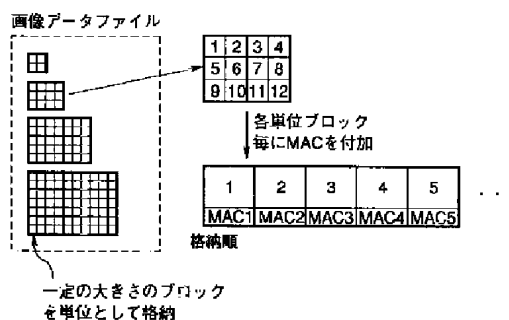 画像データファイル
1 2 3 4
5 6 7 8
9 10 11 12
各単位ブロック
毎にMACを付加
1 2 3 4 5 ・・
MAC1 MAC2 MAC3 MAC4 MAC5
格納順
一定の大きさのブロック
を単位として格納